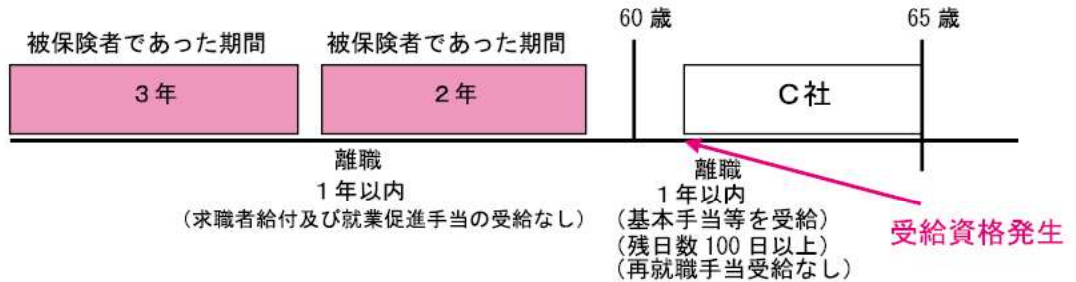 60 歳
65 歳
被保険者であった期間
被保険者であった期間
3年
2年
C社
離職
1年以内
(求職者給付及び就業促進手当の受給なし)
離職
1年以内
(基本手当等を受給)
(残日数 100 日以上)
(再就職手当受給なし)
受給資格発生